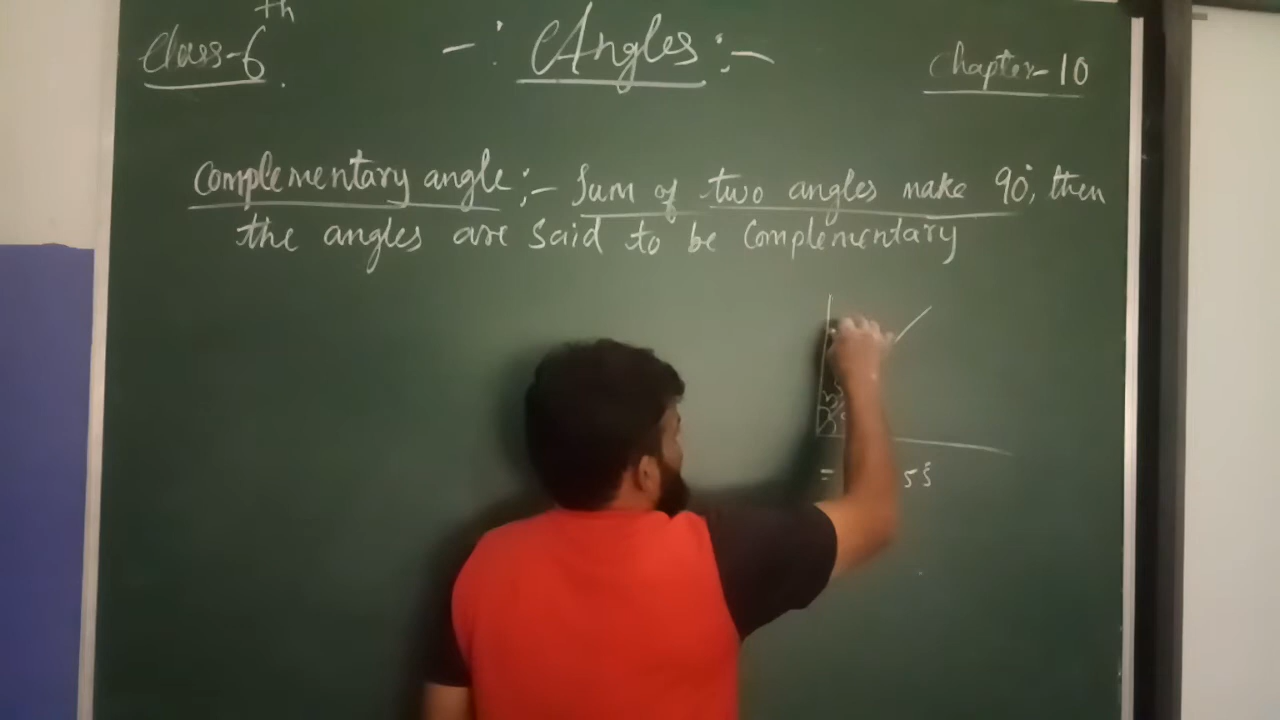 Class-6th.
-: Angles :-
Chapter-10
Complementary angle :- Sum of two angles make 90°, then
the angles are said to be Complementary
= 55